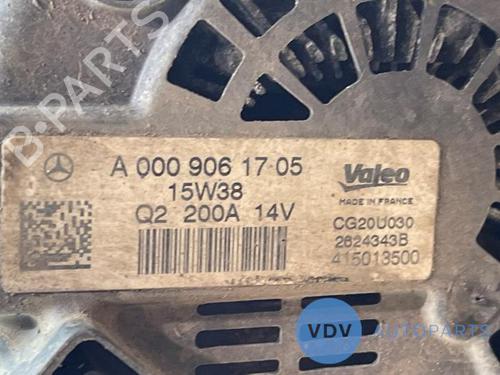 B-PARTS
A 000 906 17 05
15W38
Q2 200A 14V
Valeo
MADE IN FRANCE
CG20U030
2624343B
415013500
VDV AUTOPARTS